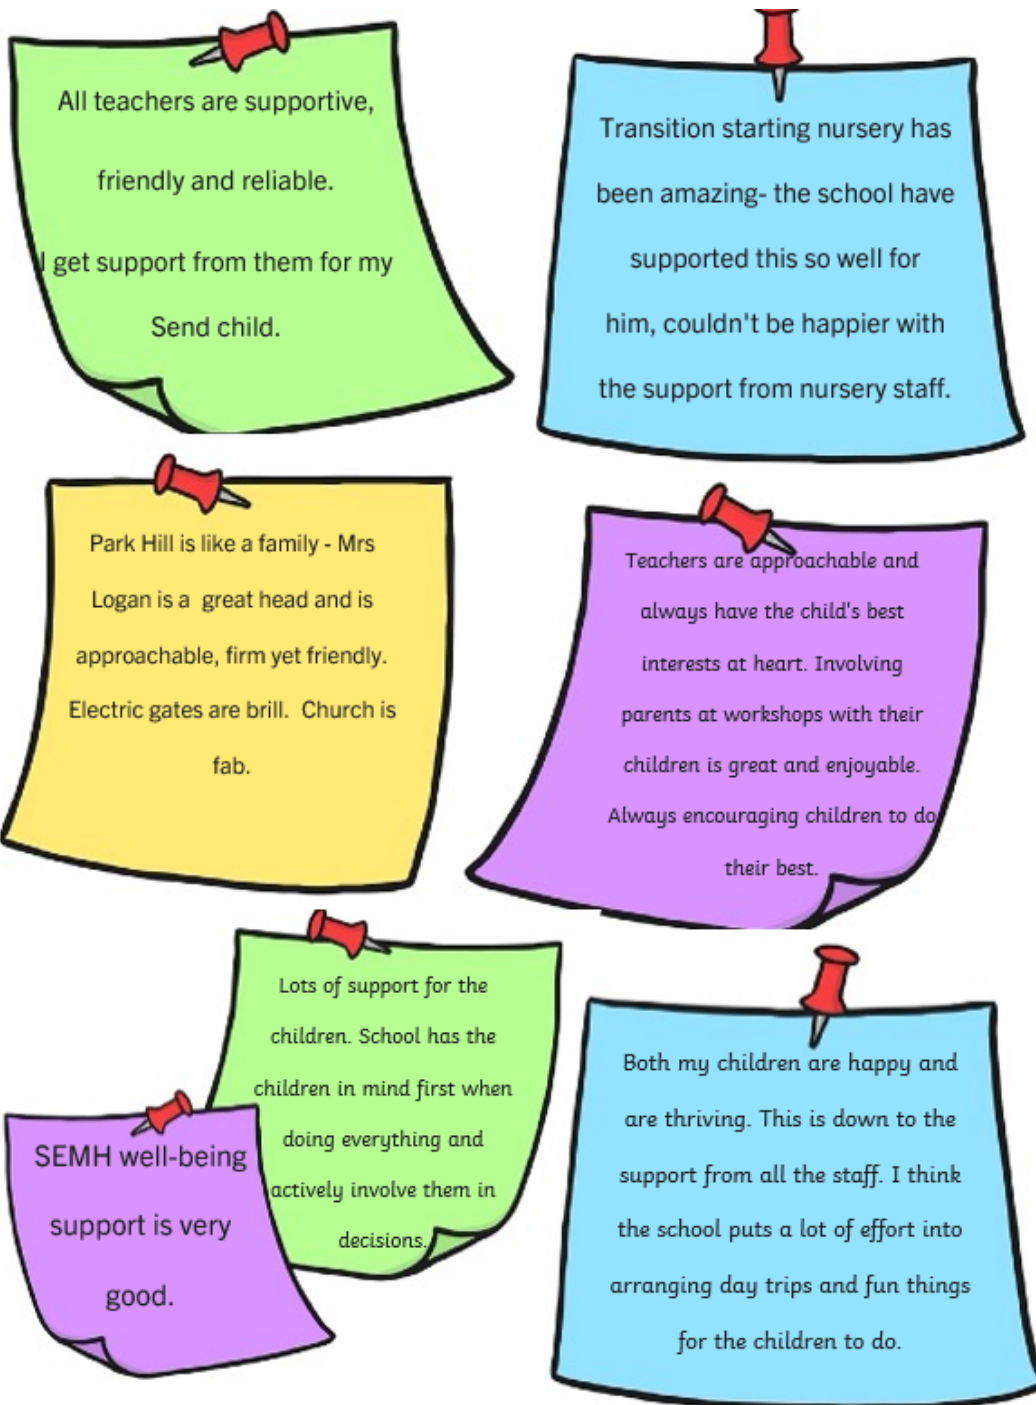 All teachers are supportive,
friendly and reliable.
I get support from them for my
Send child.
Transition starting nursery has
been amazing- the school have
supported this so well for
him, couldn't be happier with
the support from nursery staff.
Park Hill is like a family - Mrs
Logan is a  great head and is
approachable, firm yet friendly.
Electric gates are brill.  Church is
fab.
Teachers are approachable and
always have the child's best
interests at heart. Involving
parents at workshops with their
children is great and enjoyable.
Always encouraging children to do
their best.
Lots of support for the
children. School has the
children in mind first when
doing everything and
actively involve them in
decisions.
SEMH well-being
support is very
good.
Both my children are happy and
are thriving. This is down to the
support from all the staff. I think
the school puts a lot of effort into
arranging day trips and fun things
for the children to do.